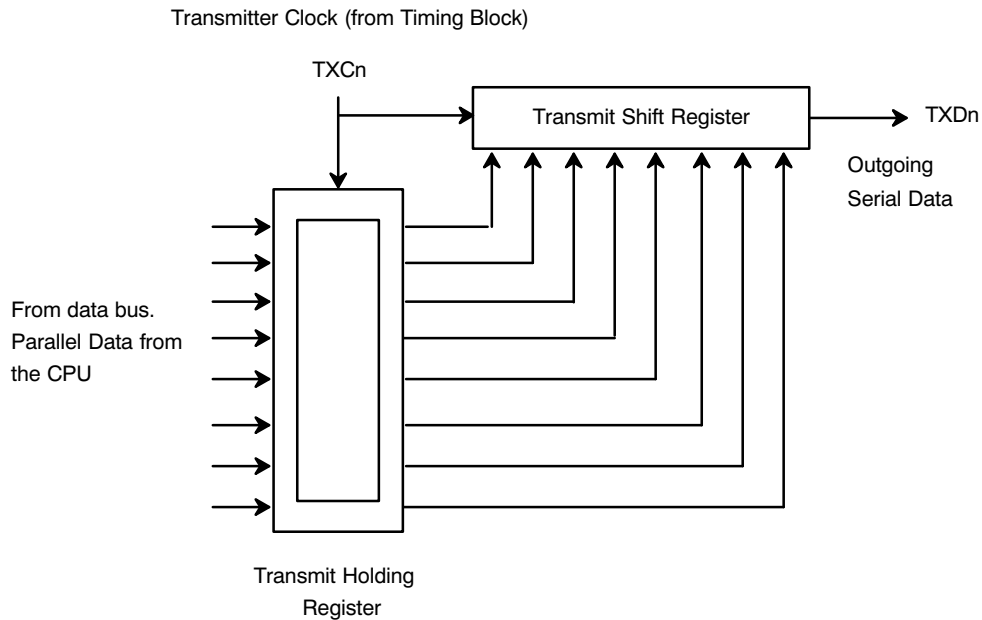 Transmitter Clock (from Timing Block)
TXCn
Transmit Shift Register
TXDn
Outgoing
Serial Data
From data bus.
Parallel Data from
the CPU
Transmit Holding
Register